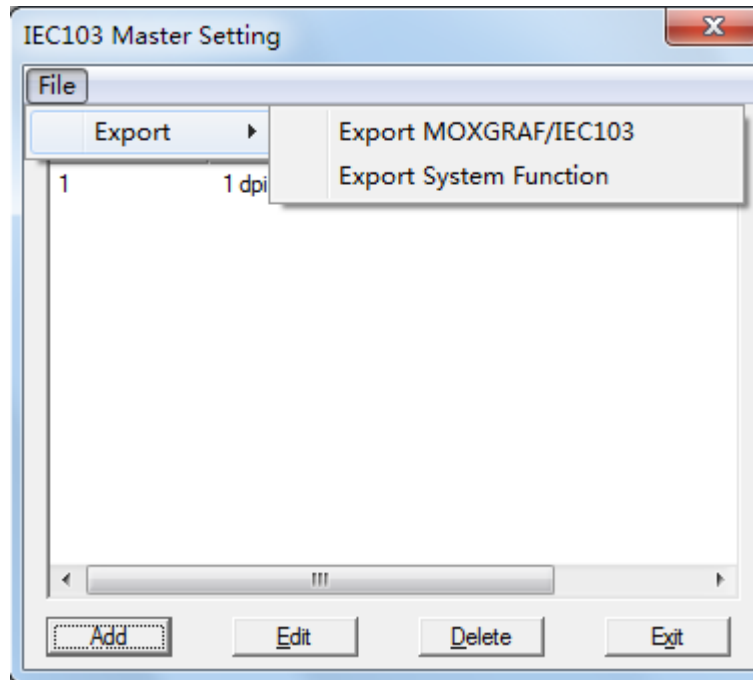 IEC103 Master Setting
File
Export
Export MOXGRAF/IEC103
Export System Function
1 1 dpi
Add Edit Delete Exit